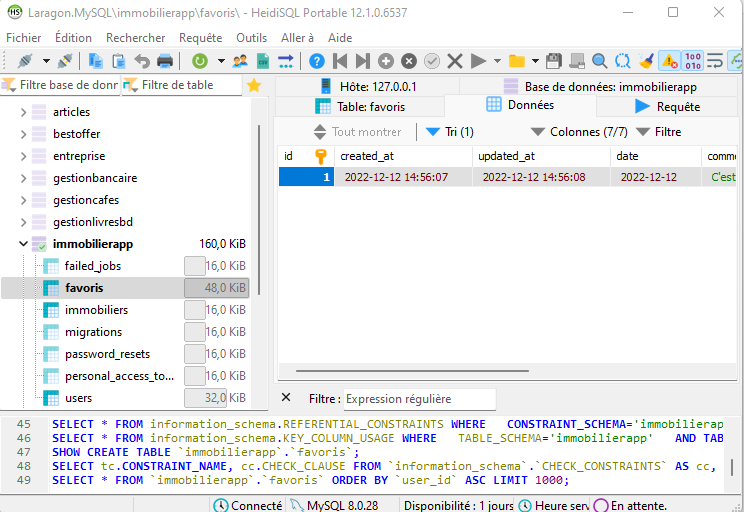 Laragon.MySQL\immobilierapp\favoris\ - HeidiSQL Portable 12.1.0.6537
Fichier Édition Rechercher Requête Outils Aller à Aide
Filtre base de donn Filtre de table
Hôte: 127.0.0.1 Base de données: immobilierapp
Table: favoris Données Requête
Tout montrer Tri (1) Colonnes (7/7) Filtre
id created_at updated_at date comme
1 2022-12-12 14:56:07 2022-12-12 14:56:08 2022-12-12 C'est
articles
bestoffer
entreprise
gestionbancaire
gestioncafes
gestionlivresbd
immobilierapp 160,0 KiB
failed_jobs 16,0 KiB
favoris 48,0 KiB
immobiliers 16,0 KiB
migrations 16,0 KiB
password_resets 16,0 KiB
personal_access_to... 16,0 KiB
users 32,0 KiB
Filtre : Expression régulière
45 SELECT * FROM information_schema.REFERENTIAL_CONSTRAINTS WHERE CONSTRAINT_SCHEMA='immobilierap
46 SELECT * FROM information_schema.KEY_COLUMN_USAGE WHERE TABLE_SCHEMA='immobilierapp' AND TAB
47 SHOW CREATE TABLE `immobilierapp`.`favoris`;
48 SELECT tc.CONSTRAINT_NAME, cc.CHECK_CLAUSE FROM `information_schema`.`CHECK_CONSTRAINTS` AS cc,
49 SELECT * FROM `immobilierapp`.`favoris` ORDER BY `user_id` ASC LIMIT 1000;
Connecté MySQL 8.0.28 Disponibilité : 1 jours Heure serv En attente.